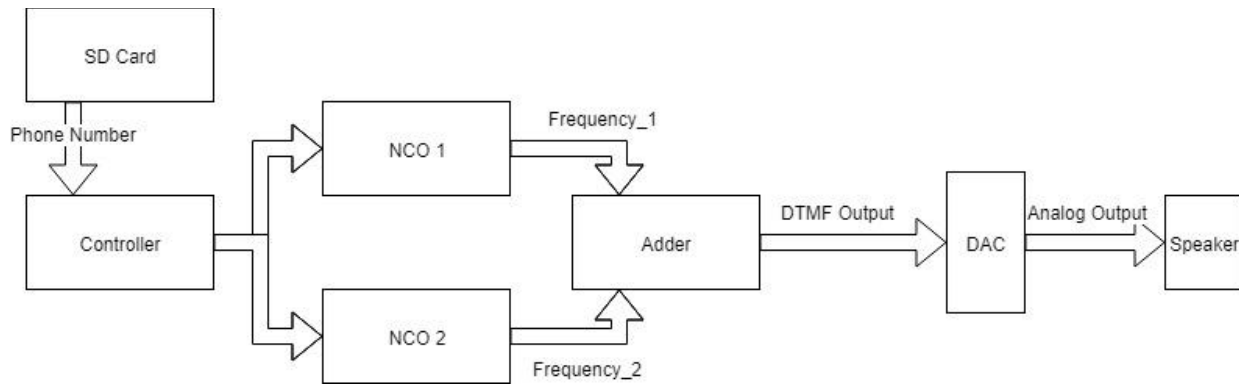 SD Card
Phone Number
Controller
NCO 1
NCO 2
Frequency_1
Frequency_2
Adder
DTMF Output
DAC
Analog Output
Speaker